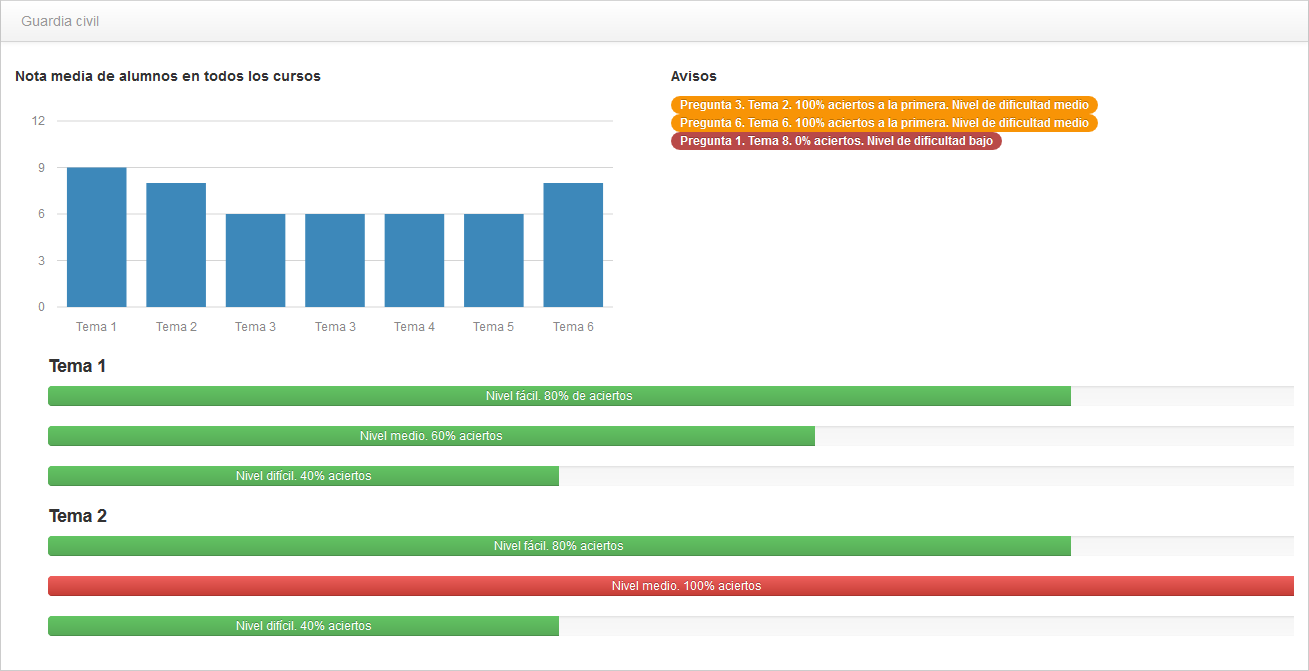 Guardia civil
Nota media de alumnos en todos los cursos
12
9
6
3
0
Tema 1 Tema 2 Tema 3 Tema 3 Tema 4 Tema 5 Tema 6
Avisos
Pregunta 3. Tema 2. 100% aciertos a la primera. Nivel de dificultad medio
Pregunta 6. Tema 6. 100% aciertos a la primera. Nivel de dificultad medio
Pregunta 1. Tema 8. 0% aciertos. Nivel de dificultad bajo
Tema 1
Nivel fácil. 80% de aciertos
Nivel medio. 60% aciertos
Nivel difícil. 40% aciertos
Tema 2
Nivel fácil. 80% aciertos
Nivel medio. 100% aciertos
Nivel difícil. 40% aciertos